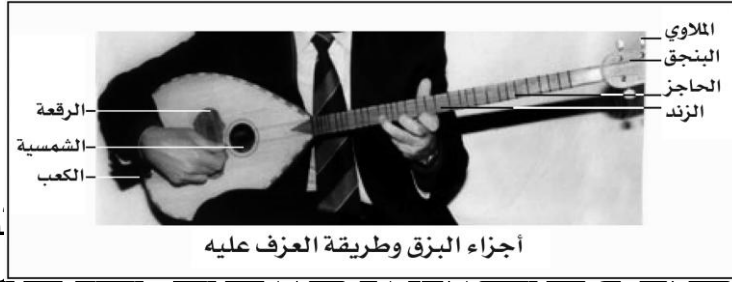 الملاوي
البنجق
الحاجز
الزند
الرقعة
الشمسية
الكعب
أجزاء البزق وطريقة العزف عليه